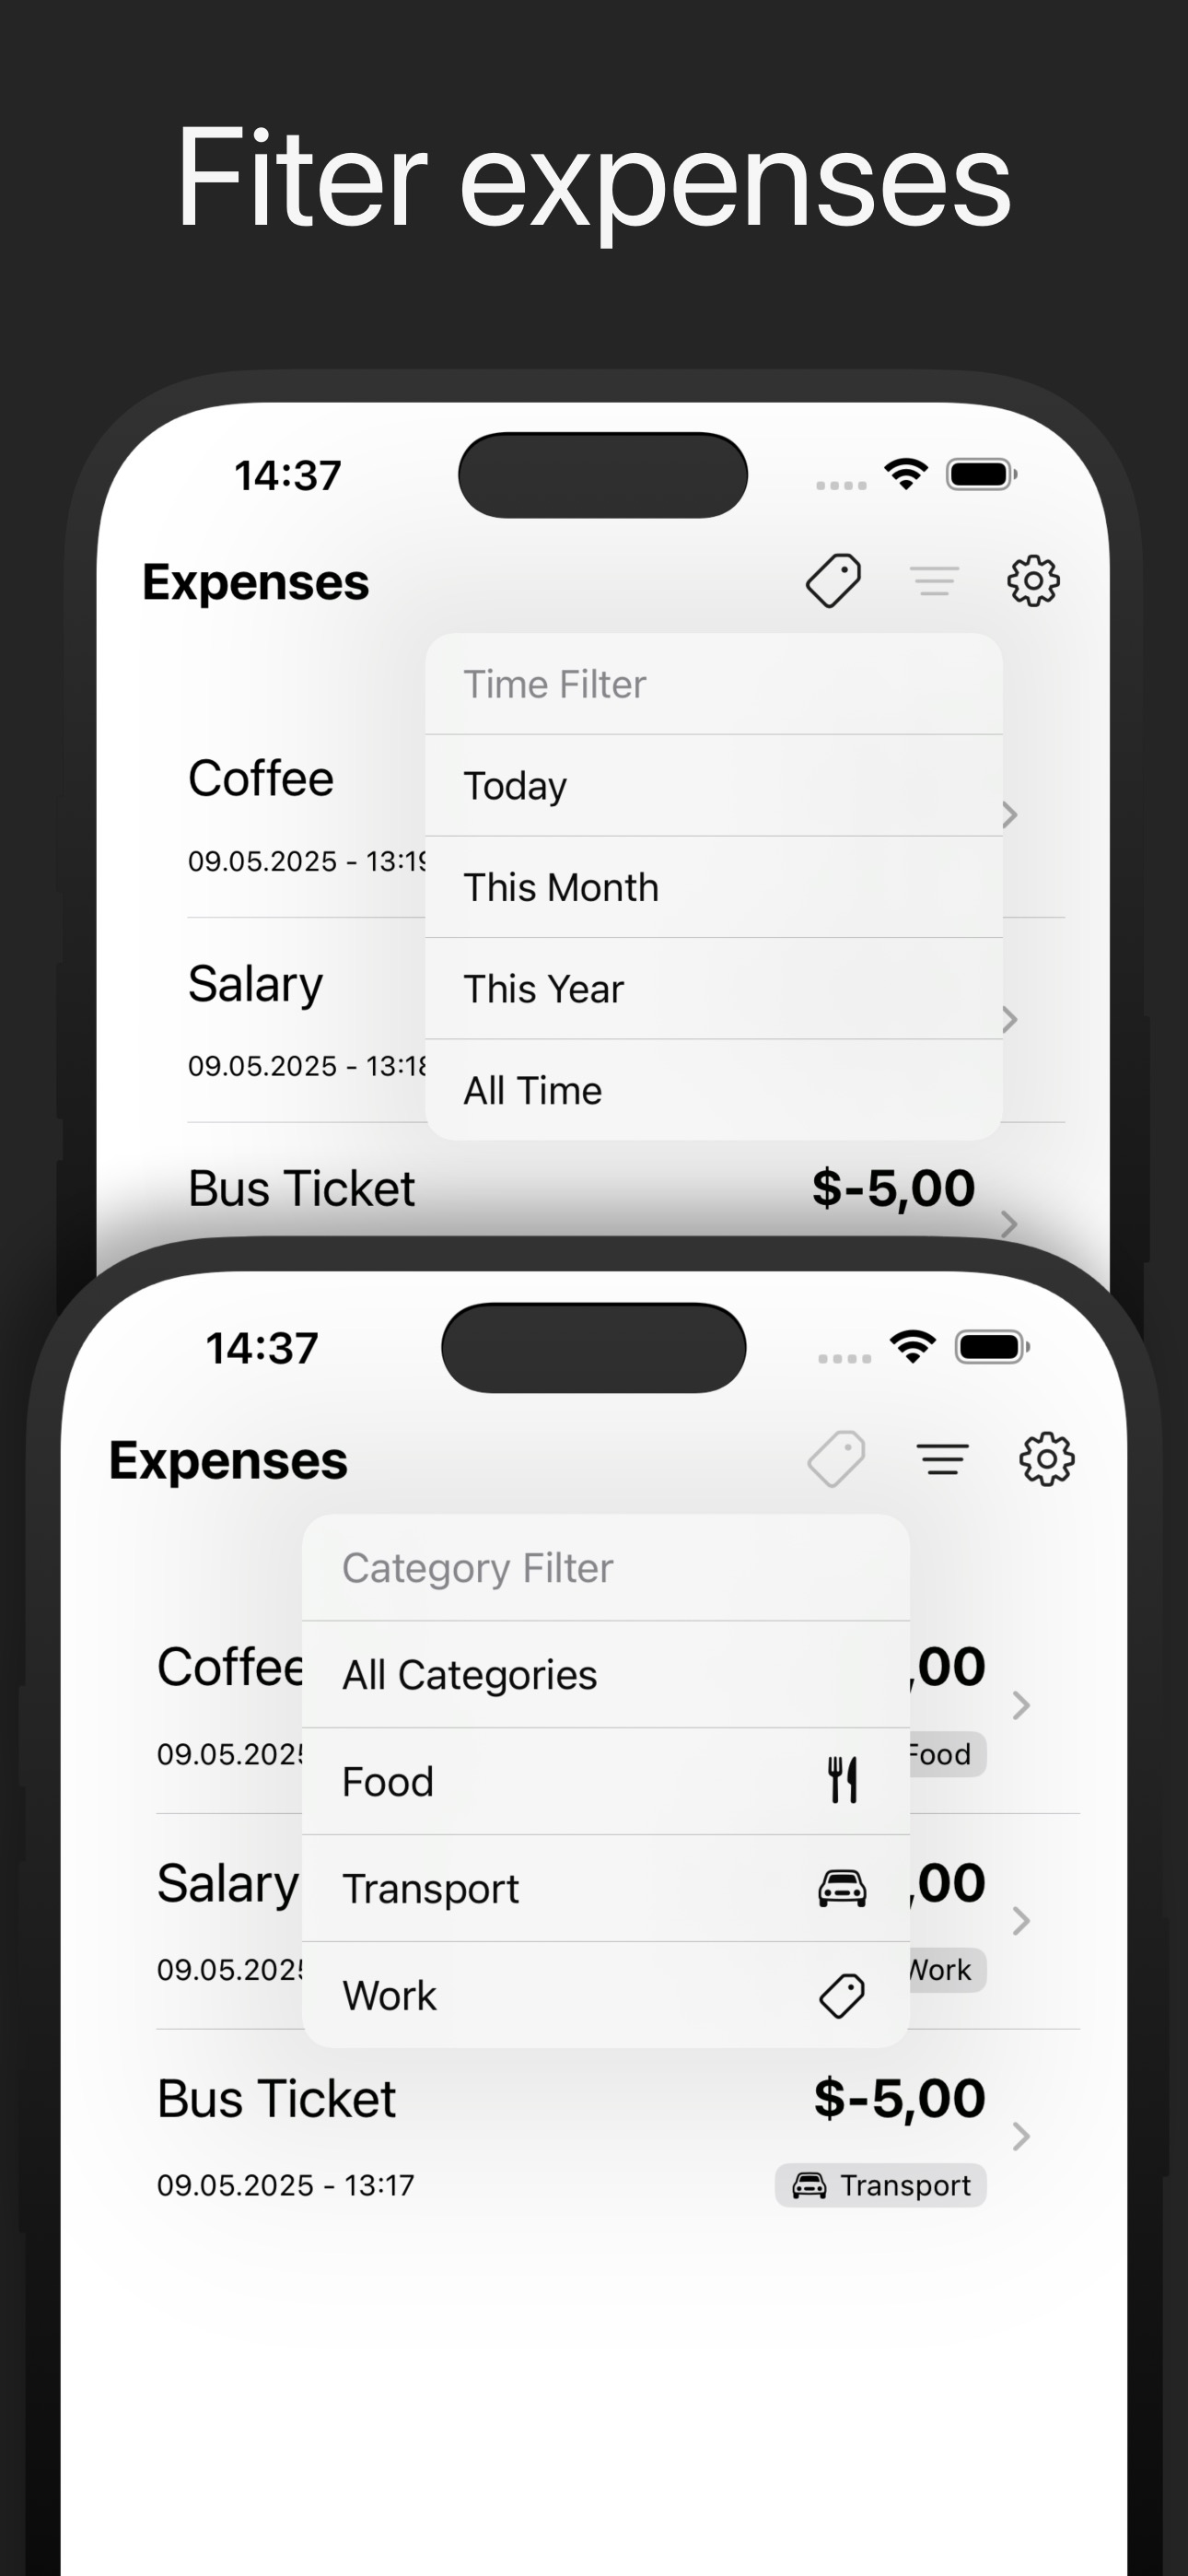 Fiter expenses
14:37
Expenses
Time Filter
Today
This Month
This Year
All Time
Coffee
09.05.2025 - 13:19
Salary
09.05.2025 - 13:18
Bus Ticket $-5,00
14:37
Expenses
Category Filter
All Categories
Food
Transport
Work
Coffee ,00
09.05.2025 Food
Salary ,00
09.05.2025 Work
Bus Ticket $-5,00
09.05.2025 - 13:17 Transport